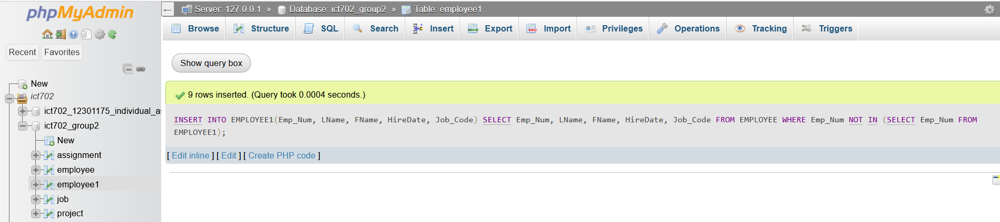 phpMyAdmin
Recent
Favorites
New
ict702
ict702_12301175_individual_a
ict702_group2
New
assignment
employee
employee1
job
project
Server: 127.0.0.1 » Database: ict702_group2 » Table: employee1
Browse
Structure
SQL
Search
Insert
Export
Import
Privileges
Operations
Tracking
Triggers
Show query box
9 rows inserted. (Query took 0.0004 seconds.)
INSERT INTO EMPLOYEE1(Emp_Num, LName, FName, HireDate, Job_Code) SELECT Emp_Num, LName, FName, HireDate, Job_Code FROM EMPLOYEE WHERE Emp_Num NOT IN (SELECT Emp_Num FROM
EMPLOYEE1);
[ Edit inline ] [ Edit ] [ Create PHP code ]